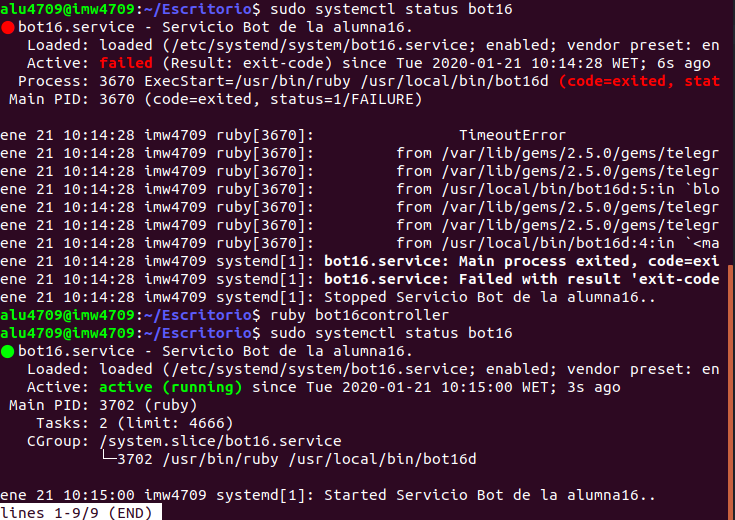 alu4709@imw4709:~/Escritorio$ sudo systemctl status bot16
● bot16.service - Servicio Bot de la alumna16.
   Loaded: loaded (/etc/systemd/system/bot16.service; enabled; vendor preset: en
   Active: failed (Result: exit-code) since Tue 2020-01-21 10:14:28 WET; 6s ago
  Process: 3670 ExecStart=/usr/bin/ruby /usr/local/bin/bot16d (code=exited, stat
 Main PID: 3670 (code=exited, status=1/FAILURE)

ene 21 10:14:28 imw4709 ruby[3670]:                TimeoutError
ene 21 10:14:28 imw4709 ruby[3670]:         from /var/lib/gems/2.5.0/gems/telegr
ene 21 10:14:28 imw4709 ruby[3670]:         from /var/lib/gems/2.5.0/gems/telegr
ene 21 10:14:28 imw4709 ruby[3670]:         from /usr/local/bin/bot16d:5:in `blo
ene 21 10:14:28 imw4709 ruby[3670]:         from /var/lib/gems/2.5.0/gems/telegr
ene 21 10:14:28 imw4709 ruby[3670]:         from /var/lib/gems/2.5.0/gems/telegr
ene 21 10:14:28 imw4709 ruby[3670]:         from /usr/local/bin/bot16d:4:in `<ma
ene 21 10:14:28 imw4709 systemd[1]: bot16.service: Main process exited, code=exi
ene 21 10:14:28 imw4709 systemd[1]: bot16.service: Failed with result 'exit-code
ene 21 10:14:28 imw4709 systemd[1]: Stopped Servicio Bot de la alumna16..
alu4709@imw4709:~/Escritorio$ ruby bot16controller
alu4709@imw4709:~/Escritorio$ sudo systemctl status bot16
● bot16.service - Servicio Bot de la alumna16.
   Loaded: loaded (/etc/systemd/system/bot16.service; enabled; vendor preset: en
   Active: active (running) since Tue 2020-01-21 10:15:00 WET; 3s ago
 Main PID: 3702 (ruby)
    Tasks: 2 (limit: 4666)
   CGroup: /system.slice/bot16.service
           └─3702 /usr/bin/ruby /usr/local/bin/bot16d

ene 21 10:15:00 imw4709 systemd[1]: Started Servicio Bot de la alumna16..
lines 1-9/9 (END)